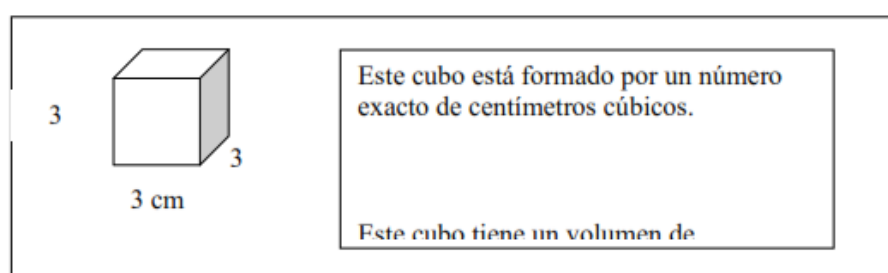 Este cubo está formado por un número
exacto de centímetros cúbicos.
3
3
3 cm
Este cubo tiene un volumen de